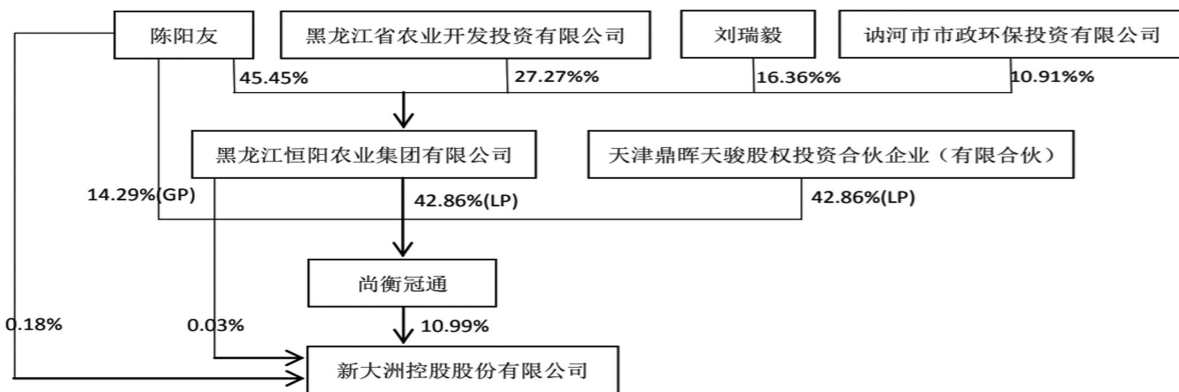 陈阳友
黑龙江省农业开发投资有限公司
刘瑞毅
讷河市市政环保投资有限公司
45.45%
27.27%%
16.36%%
10.91%%
黑龙江恒阳农业集团有限公司
天津鼎晖天骏股权投资合伙企业（有限合伙）
14.29%(GP)
42.86%(LP)
42.86%(LP)
尚衡冠通
0.18%
0.03%
10.99%
新大洲控股股份有限公司